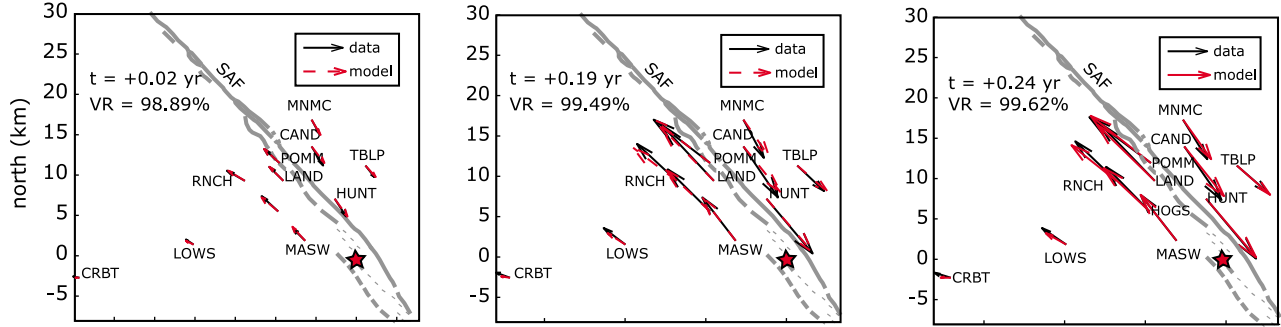 north (km)
30
25
20
15
10
5
0
−5
SAF
data
model
t = +0.02 yr
VR = 98.89%
MNMC
CAND
POMM
TBLP
RNCH
LAND
HUNT
LOWS
MASW
CRBT
30
25
20
15
10
5
0
−5
SAF
data
model
t = +0.19 yr
VR = 99.49%
MNMC
CAND
POMM
TBLP
RNCH
LAND
HUNT
LOWS
MASW
CRBT
30
25
20
15
10
5
0
−5
SAF
data
model
t = +0.24 yr
VR = 99.62%
MNMC
CAND
POMM
TBLP
RNCH
LAND
HUNT
HOGS
LOWS
MASW
CRBT